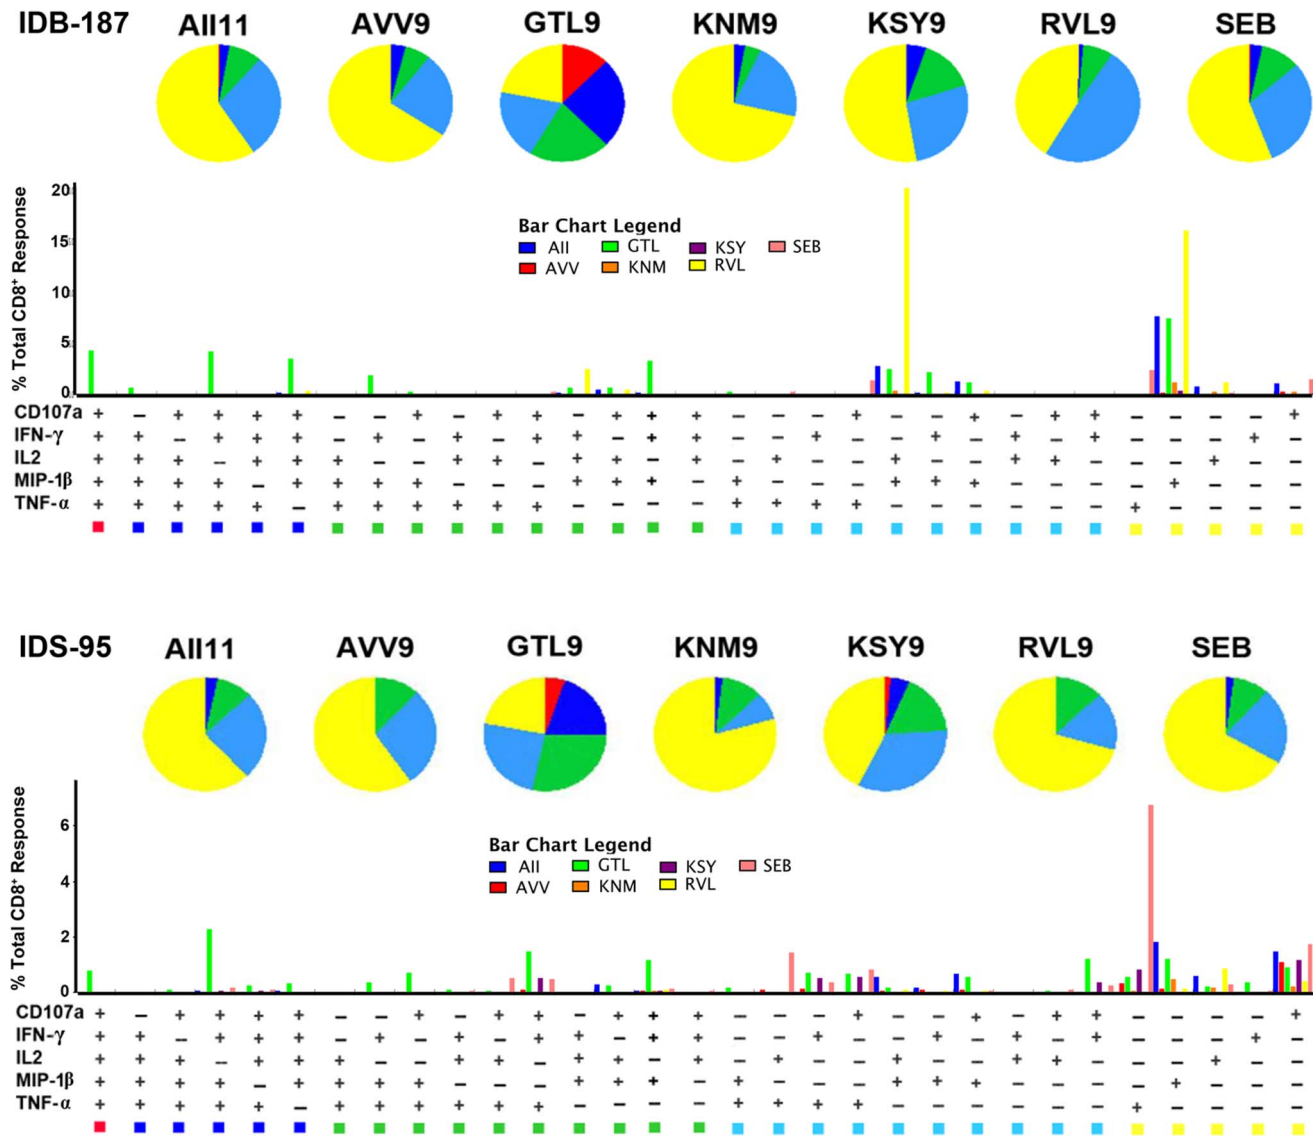 IDB-187
AII11 AVV9 GTL9 KNM9 KSY9 RVL9 SEB
% Total CD8+ Response
20
15
10
5
0
Bar Chart Legend
AII GTL KSY SEB
AVV KNM RVL
CD107a + – + + + + – – + – + + – + + + – – – + – – + – + + – – – – +
IFN-γ + + – + + + – + – + – + + – + + – – + – – + – + – + – – – + –
IL2 + + + – + + + – – + + – + + – + – + – – + – – + + – – – + – –
MIP-1β + + + + – + + + + – – – + + + – + – – – + + + – – – – + – – –
TNF-α + + + + + – + + + + + + – – – – + + + + – – – – – – + – – – –
IDS-95
AII11 AVV9 GTL9 KNM9 KSY9 RVL9 SEB
% Total CD8+ Response
6
4
2
0
Bar Chart Legend
AII GTL KSY SEB
AVV KNM RVL
CD107a + – + + + + – – + – + + – + + + – – – + – – + – + + – – – – +
IFN-γ + + – + + + – + – + – + + – + + – – + – – + – + – + – – – + –
IL2 + + + – + + + – – + + – + + – + – + – – + – – + + – – – + – –
MIP-1β + + + + – + + + + – – – + + + – + – – – + + + – – – – + – – –
TNF-α + + + + + – + + + + + + – – – – + + + + – – – – – – + – – – –